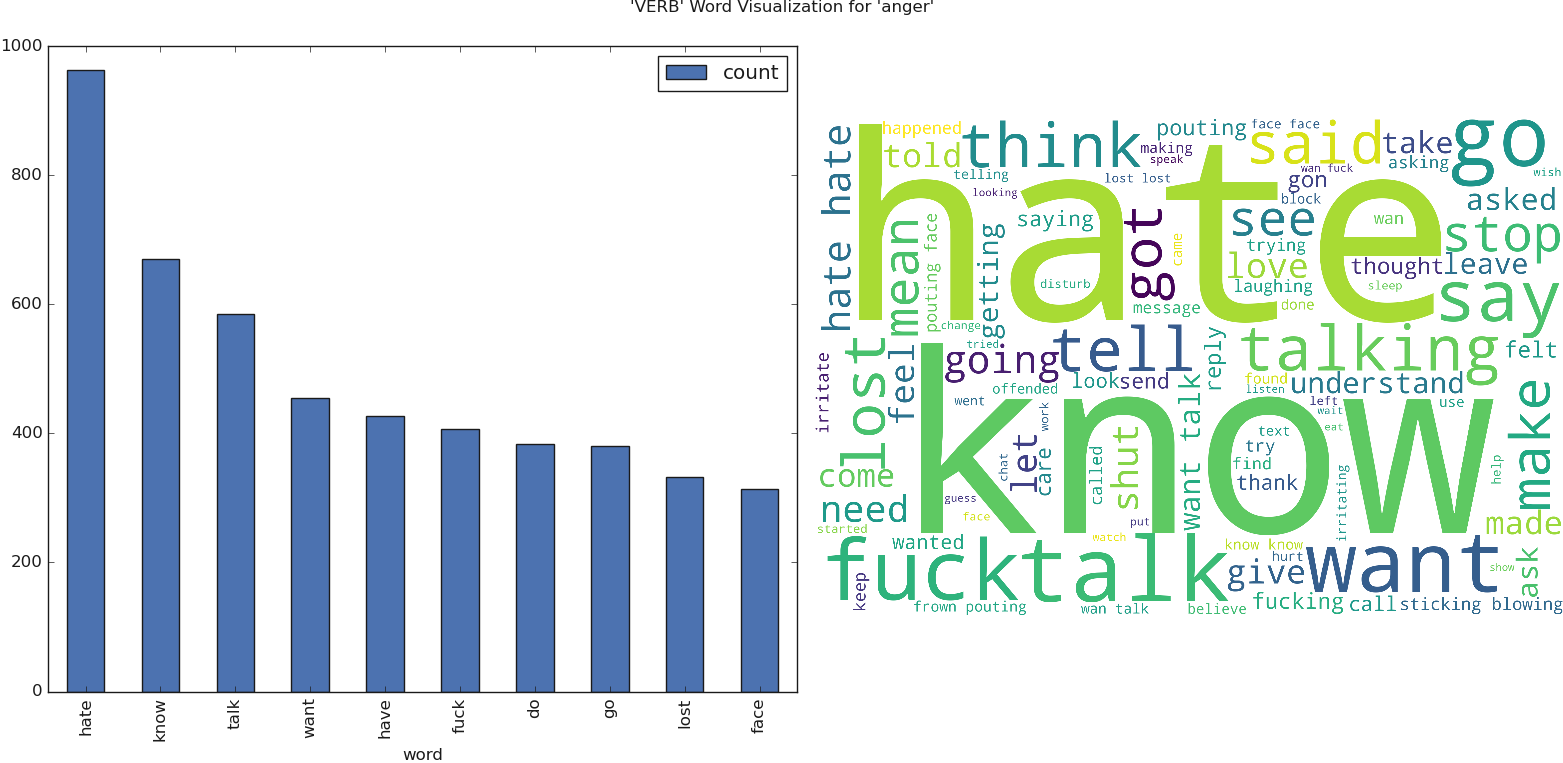 'VERB' Word Visualization for 'anger'
1000
800
600
400
200
0
count
hate
know
talk
want
have
fuck
do
go
lost
face
word
hate
know
hate hate
happened
told
think
pouting
face face
said
take
go
making
speak
asking
wish
telling
looking
lost lost
wan fuck
gon
block
asked
mean
pouting face
saying
got
see
wan
stop
getting
came
trying
love
thought
leave
disturb
laughing
sleep
say
message
done
change
tried
lost
irritate
feel
going
tell
reply
talking
felt
look
send
found
listen
understand
offended
went
work
want talk
left
wait
use
eat
make
text
try
find
thank
come
chat
let
care
called
shut
help
irritating
need
guess
face
put
started
made
wanted
watch
know know
hurt
fuck
talk
give
want
show
ask
keep
frown pouting
wan talk
believe
fucking
call
sticking blowing